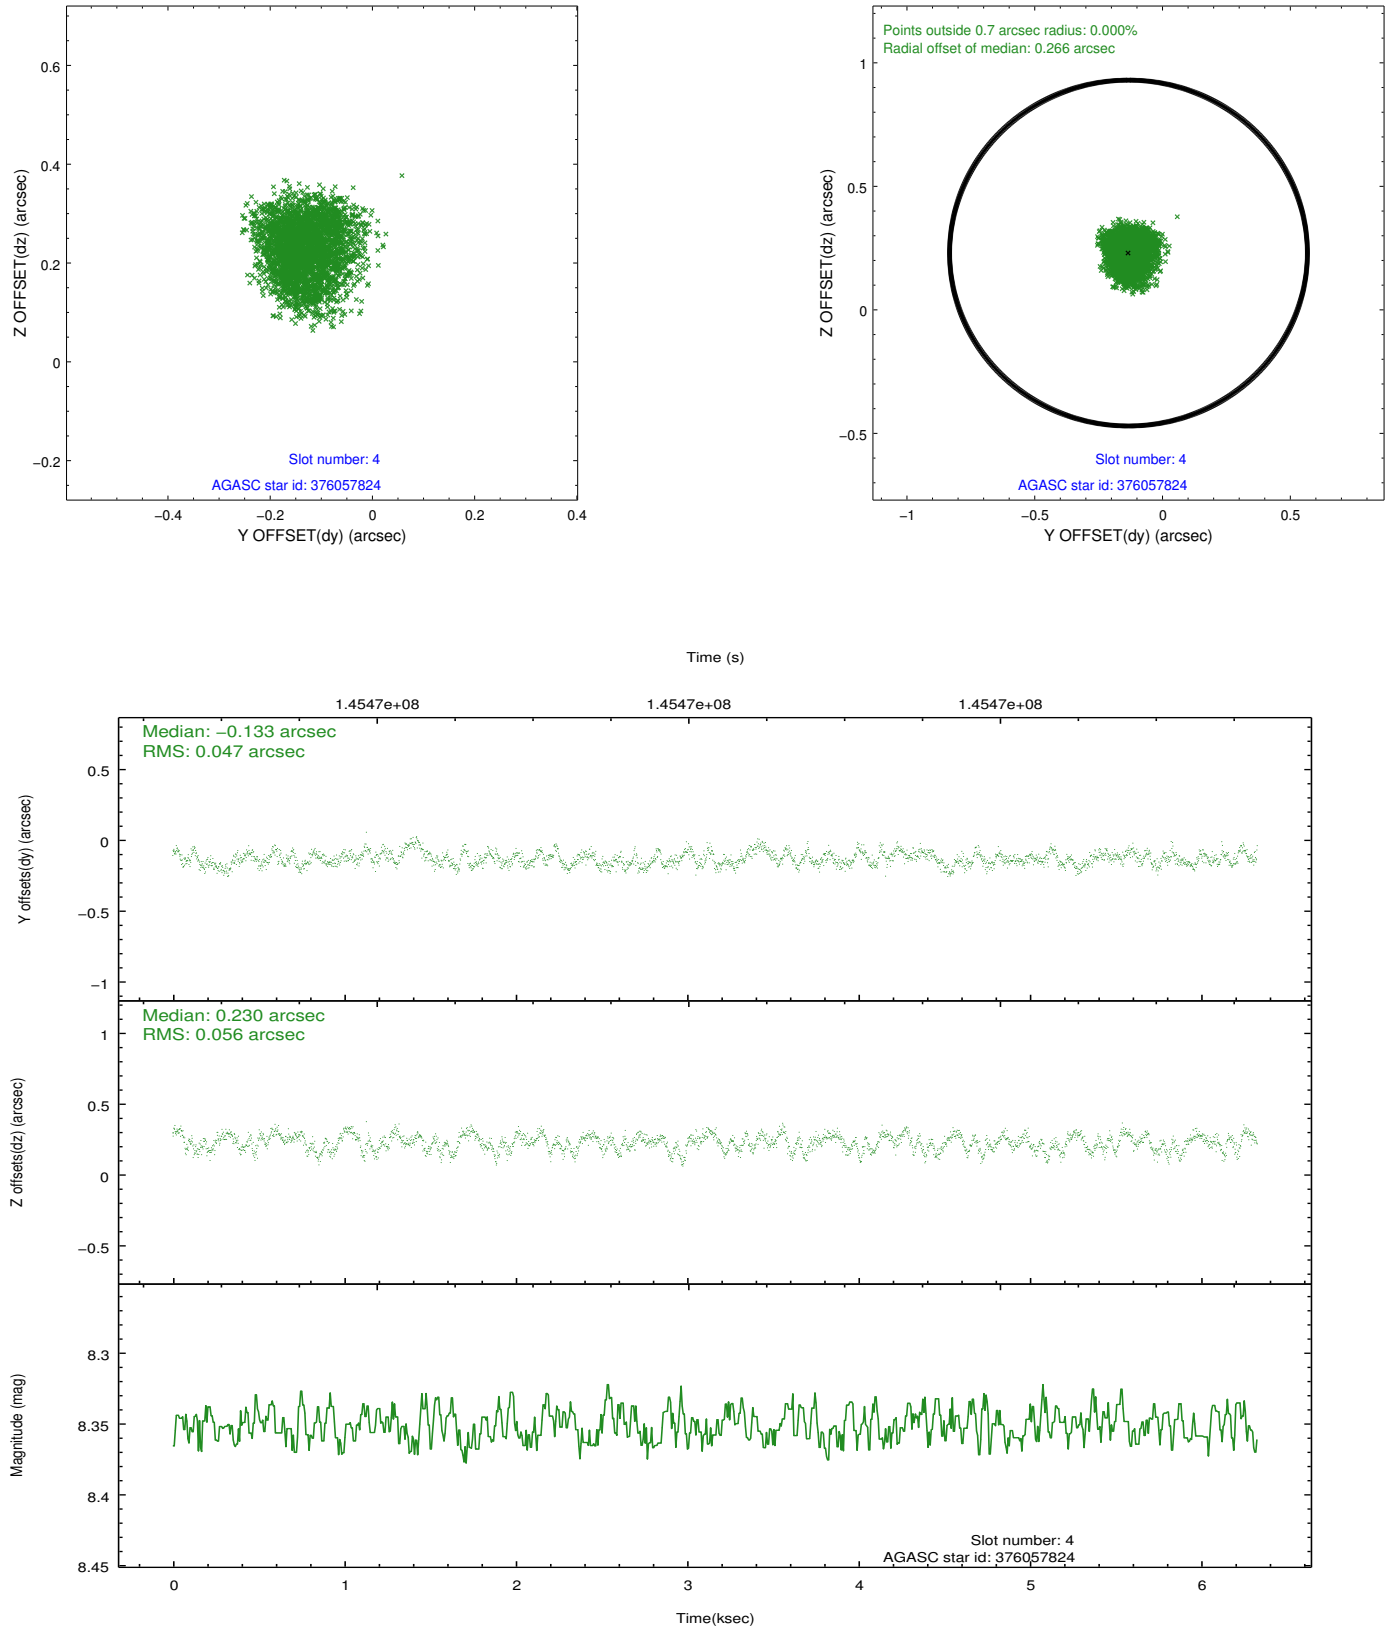 0.6
0.4
0.2
0
−0.2
Z OFFSET(dz) (arcsec)
Slot number: 4
AGASC star id: 376057824
−0.4
−0.2
0
0.2
0.4
Y OFFSET(dy) (arcsec)
Points outside 0.7 arcsec radius: 0.000%
Radial offset of median: 0.266 arcsec
1
0.5
0
−0.5
Z OFFSET(dz) (arcsec)
Slot number: 4
AGASC star id: 376057824
−1
−0.5
0
0.5
Y OFFSET(dy) (arcsec)
Time (s)
1.4547e+08
1.4547e+08
1.4547e+08
Median: −0.133 arcsec
RMS: 0.047 arcsec
0.5
0
−0.5
−1
Y offsets(dy) (arcsec)
Median: 0.230 arcsec
RMS: 0.056 arcsec
1
0.5
0
−0.5
Z offsets(dz) (arcsec)
8.3
8.35
8.4
8.45
Magnitude (mag)
Slot number: 4
AGASC star id: 376057824
0
1
2
3
4
5
6
Time(ksec)